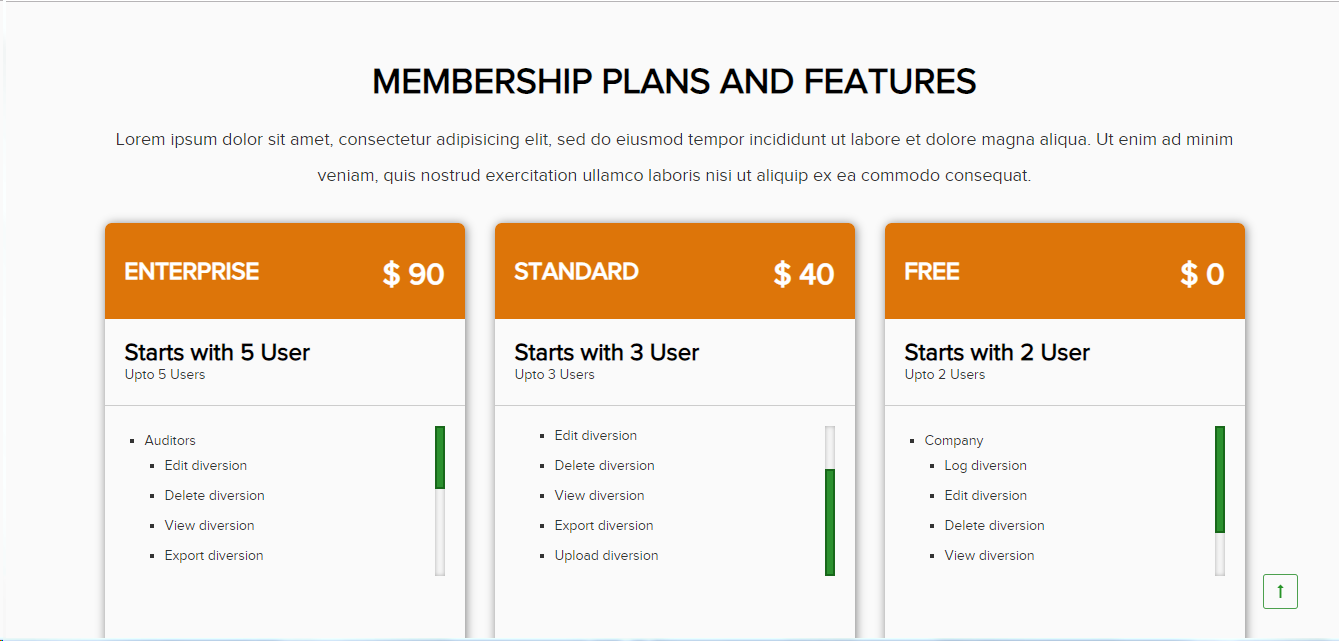 MEMBERSHIP PLANS AND FEATURES
Lorem ipsum dolor sit amet, consectetur adipisicing elit, sed do eiusmod tempor incididunt ut labore et dolore magna aliqua. Ut enim ad minim
veniam, quis nostrud exercitation ullamco laboris nisi ut aliquip ex ea commodo consequat.
ENTERPRISE $ 90
Starts with 5 User
Upto 5 Users
Auditors
Edit diversion
Delete diversion
View diversion
Export diversion
STANDARD $ 40
Starts with 3 User
Upto 3 Users
Edit diversion
Delete diversion
View diversion
Export diversion
Upload diversion
FREE $ 0
Starts with 2 User
Upto 2 Users
Company
Log diversion
Edit diversion
Delete diversion
View diversion